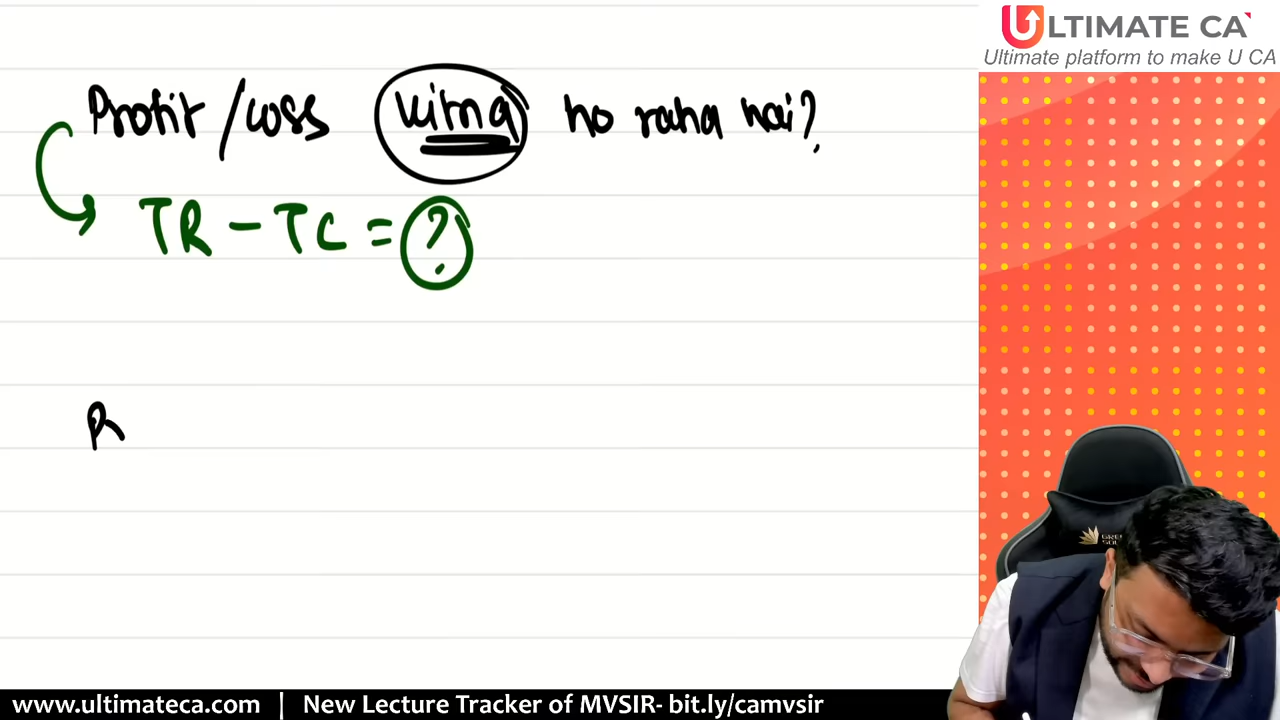 Profit / Loss kitna ho raha hai?
TR - TC = ?
P
ULTIMATE CA
Ultimate platform to make U CA
www.ultimateca.com | New Lecture Tracker of MVSIR- bit.ly/camvsir